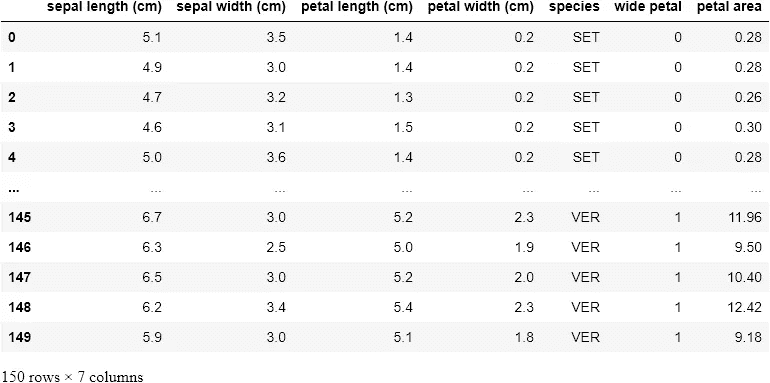 sepal length (cm) sepal width (cm) petal length (cm) petal width (cm) species wide petal petal area
0 5.1 3.5 1.4 0.2 SET 0 0.28
1 4.9 3.0 1.4 0.2 SET 0 0.28
2 4.7 3.2 1.3 0.2 SET 0 0.26
3 4.6 3.1 1.5 0.2 SET 0 0.30
4 5.0 3.6 1.4 0.2 SET 0 0.28
... ... ... ... ... ... ... ...
145 6.7 3.0 5.2 2.3 VER 1 11.96
146 6.3 2.5 5.0 1.9 VER 1 9.50
147 6.5 3.0 5.2 2.0 VER 1 10.40
148 6.2 3.4 5.4 2.3 VER 1 12.42
149 5.9 3.0 5.1 1.8 VER 1 9.18
150 rows × 7 columns